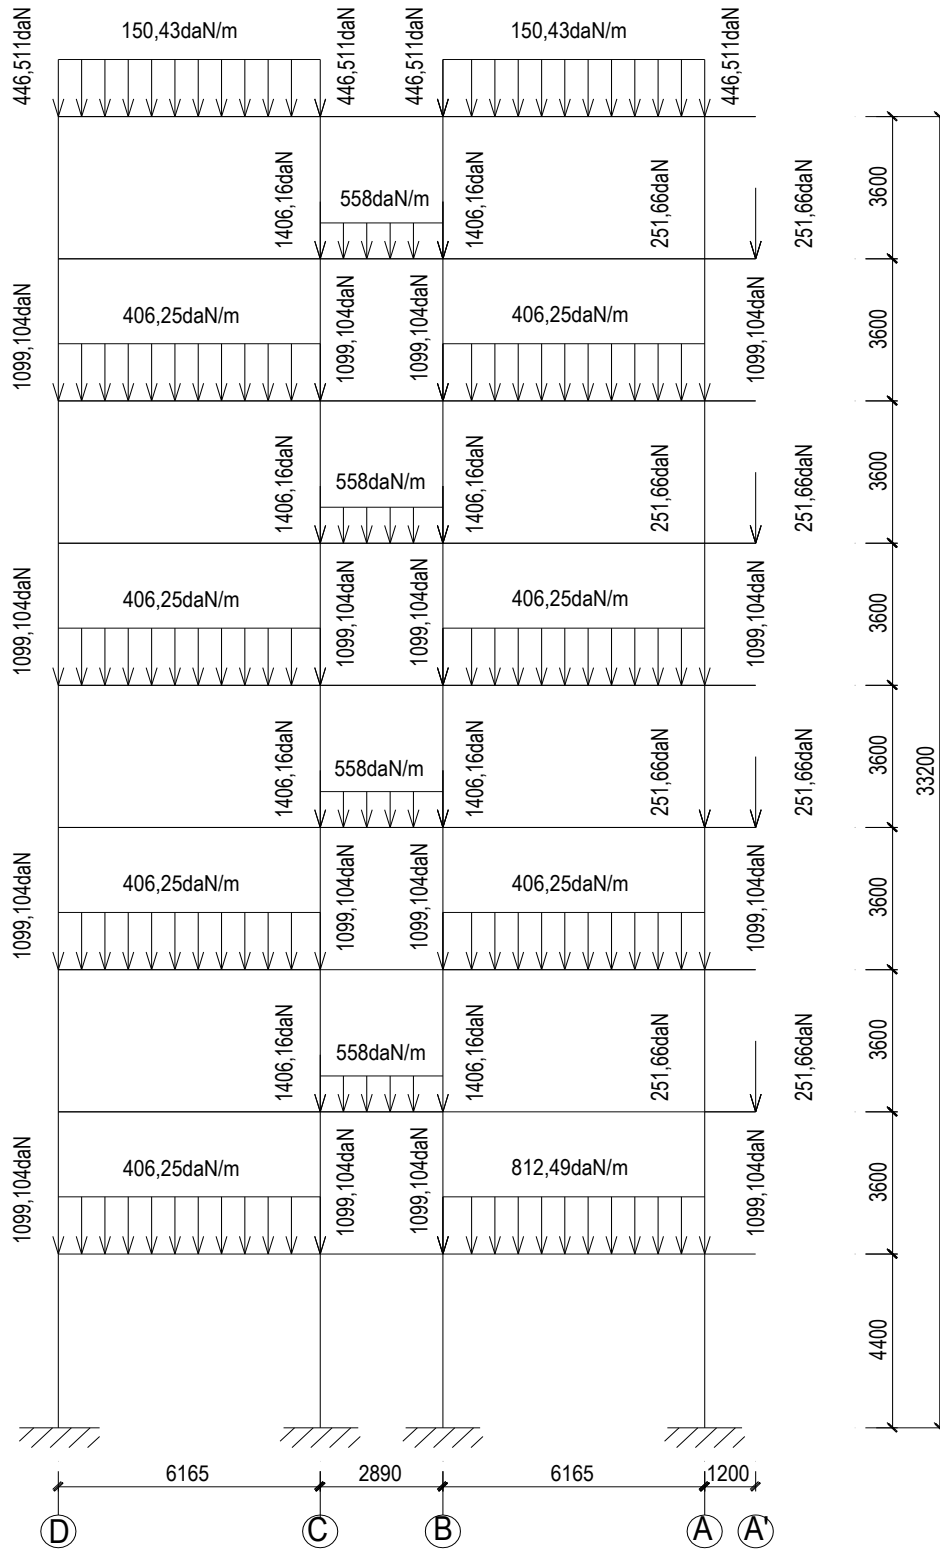 446,511daN
150,43daN/m
446,511daN
446,511daN
150,43daN/m
446,511daN
1406,16daN
558daN/m
1406,16daN
251,66daN
251,66daN
3600
1099,104daN
406,25daN/m
1099,104daN
1099,104daN
406,25daN/m
1099,104daN
3600
1406,16daN
558daN/m
1406,16daN
251,66daN
251,66daN
3600
1099,104daN
406,25daN/m
1099,104daN
1099,104daN
406,25daN/m
1099,104daN
3600
1406,16daN
558daN/m
1406,16daN
251,66daN
251,66daN
3600
33200
1099,104daN
406,25daN/m
1099,104daN
1099,104daN
406,25daN/m
1099,104daN
3600
1406,16daN
558daN/m
1406,16daN
251,66daN
251,66daN
3600
1099,104daN
406,25daN/m
1099,104daN
1099,104daN
812,49daN/m
1099,104daN
3600
4400
6165
2890
6165
1200
D
C
B
A
A'